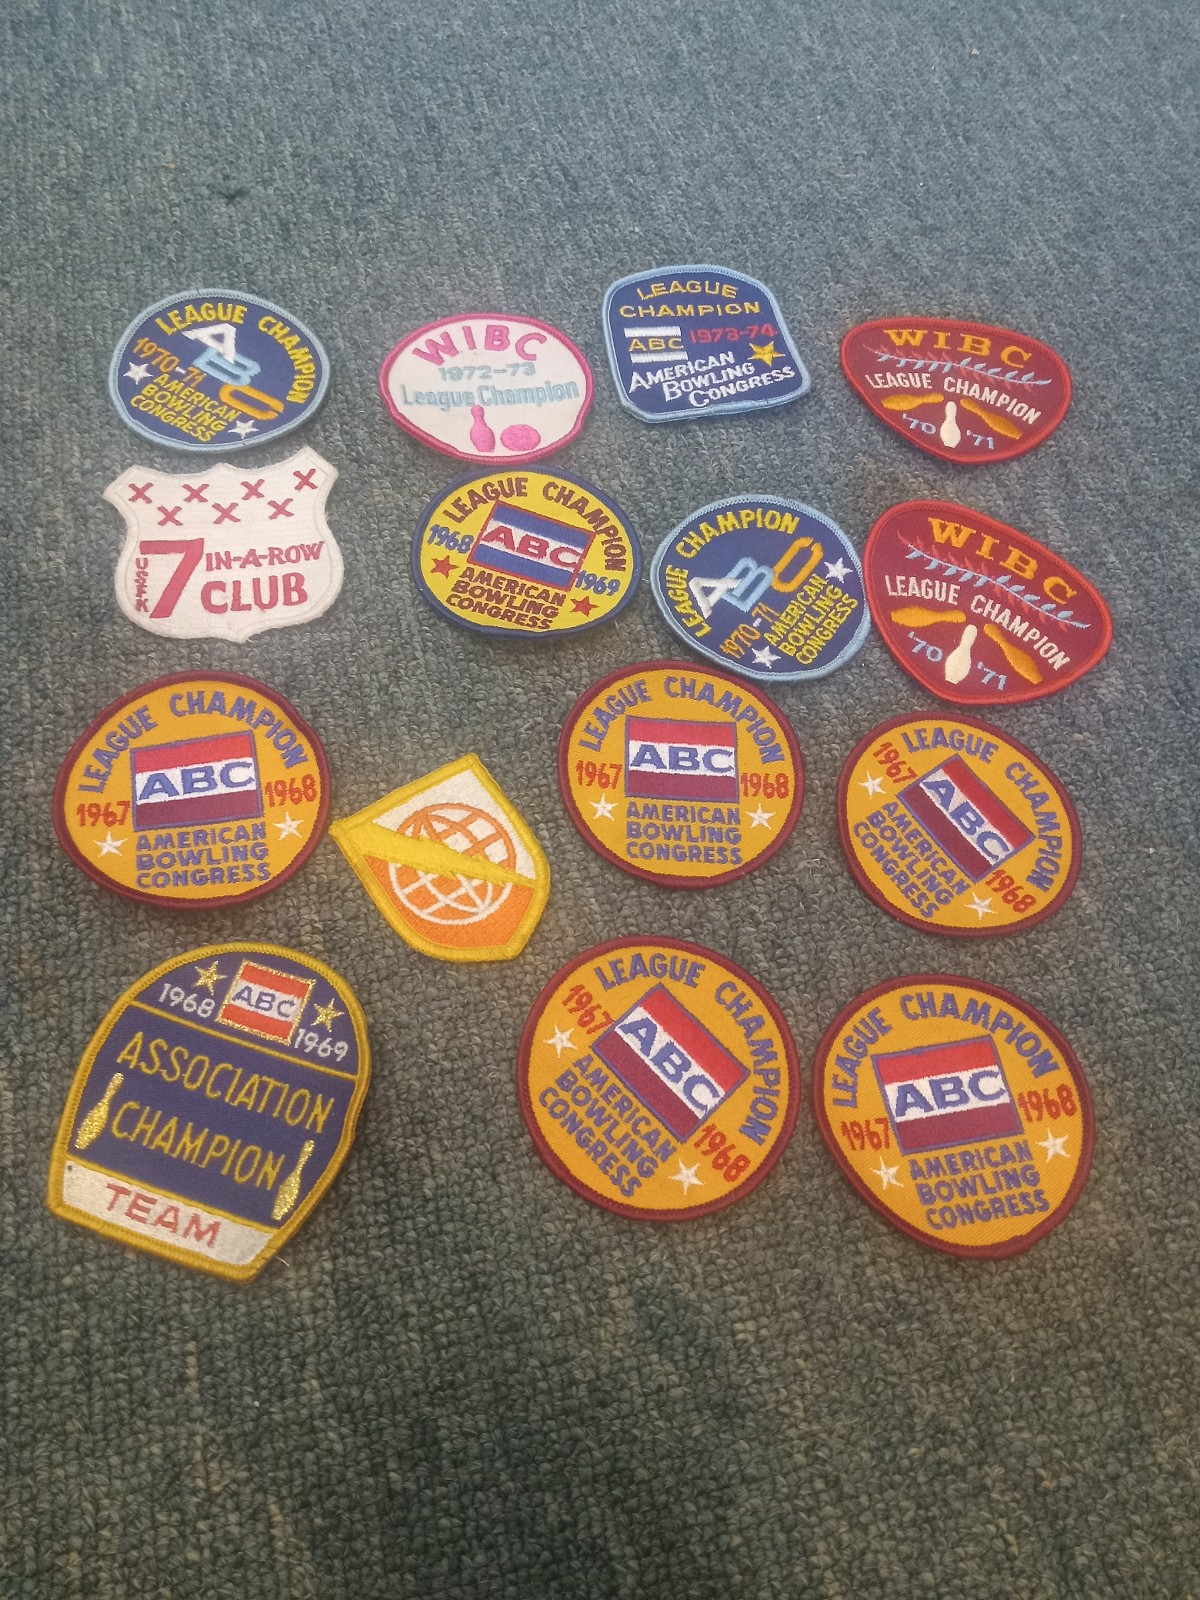 LEAGUE CHAMPION
ABC
1970-71
AMERICAN
BOWLING
CONGRESS
WIBC
1972-73
League Champion
LEAGUE
CHAMPION
ABC 1973-74
AMERICAN
BOWLING
CONGRESS
WIBC
LEAGUE CHAMPION
'70 '71
X X X X
X X X
7 IN-A-ROW
CLUB
LEAGUE CHAMPION
1968 ABC 1969
AMERICAN
BOWLING
CONGRESS
LEAGUE CHAMPION
ABC
1970-71
AMERICAN
BOWLING
CONGRESS
WIBC
LEAGUE CHAMPION
'70 '71
LEAGUE CHAMPION
ABC
1967 1968
AMERICAN
BOWLING
CONGRESS
LEAGUE CHAMPION
ABC
1967 1968
AMERICAN
BOWLING
CONGRESS
LEAGUE CHAMPION
ABC
1967 1968
AMERICAN
BOWLING
CONGRESS
1968 ABC 1969
ASSOCIATION
CHAMPION
TEAM
LEAGUE CHAMPION
ABC
1967 1968
AMERICAN
BOWLING
CONGRESS
LEAGUE CHAMPION
ABC
1967 1968
AMERICAN
BOWLING
CONGRESS